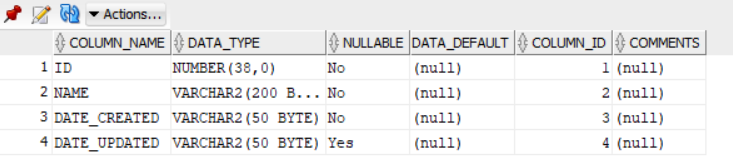 Actions...
COLUMN_NAME DATA_TYPE NULLABLE DATA_DEFAULT COLUMN_ID COMMENTS
1 ID NUMBER(38,0) No (null) 1 (null)
2 NAME VARCHAR2(200 B... No (null) 2 (null)
3 DATE_CREATED VARCHAR2(50 BYTE) No (null) 3 (null)
4 DATE_UPDATED VARCHAR2(50 BYTE) Yes (null) 4 (null)